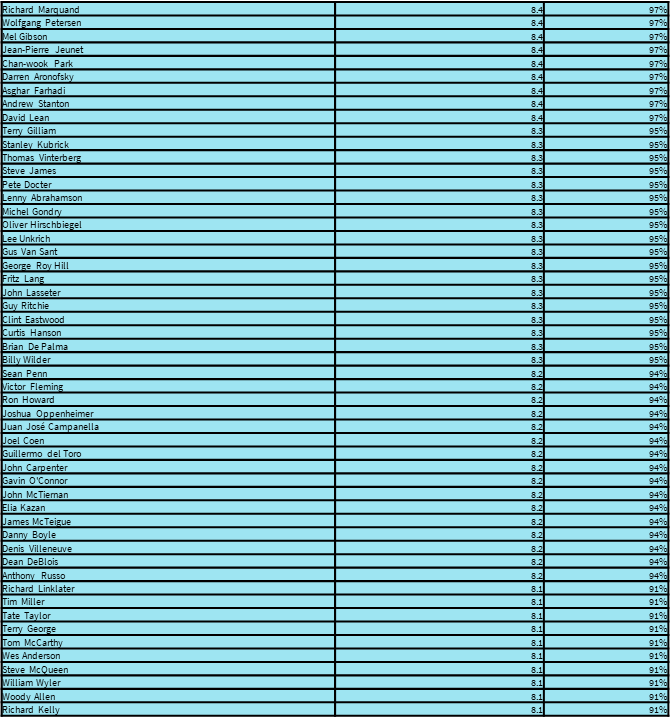 Richard Marquand 8.4 97%
Wolfgang Petersen 8.4 97%
Mel Gibson 8.4 97%
Jean-Pierre Jeunet 8.4 97%
Chan-wook Park 8.4 97%
Darren Aronofsky 8.4 97%
Asghar Farhadi 8.4 97%
Andrew Stanton 8.4 97%
David Lean 8.4 97%
Terry Gilliam 8.3 95%
Stanley Kubrick 8.3 95%
Thomas Vinterberg 8.3 95%
Steve James 8.3 95%
Pete Docter 8.3 95%
Lenny Abrahamson 8.3 95%
Michel Gondry 8.3 95%
Oliver Hirschbiegel 8.3 95%
Lee Unkrich 8.3 95%
Gus Van Sant 8.3 95%
George Roy Hill 8.3 95%
Fritz Lang 8.3 95%
John Lasseter 8.3 95%
Guy Ritchie 8.3 95%
Clint Eastwood 8.3 95%
Curtis Hanson 8.3 95%
Brian De Palma 8.3 95%
Billy Wilder 8.3 95%
Sean Penn 8.2 94%
Victor Fleming 8.2 94%
Ron Howard 8.2 94%
Joshua Oppenheimer 8.2 94%
Juan José Campanella 8.2 94%
Joel Coen 8.2 94%
Guillermo del Toro 8.2 94%
John Carpenter 8.2 94%
Gavin O'Connor 8.2 94%
John McTiernan 8.2 94%
Elia Kazan 8.2 94%
James McTeigue 8.2 94%
Danny Boyle 8.2 94%
Denis Villeneuve 8.2 94%
Dean DeBlois 8.2 94%
Anthony Russo 8.2 94%
Richard Linklater 8.1 91%
Tim Miller 8.1 91%
Tate Taylor 8.1 91%
Terry George 8.1 91%
Tom McCarthy 8.1 91%
Wes Anderson 8.1 91%
Steve McQueen 8.1 91%
William Wyler 8.1 91%
Woody Allen 8.1 91%
Richard Kelly 8.1 91%